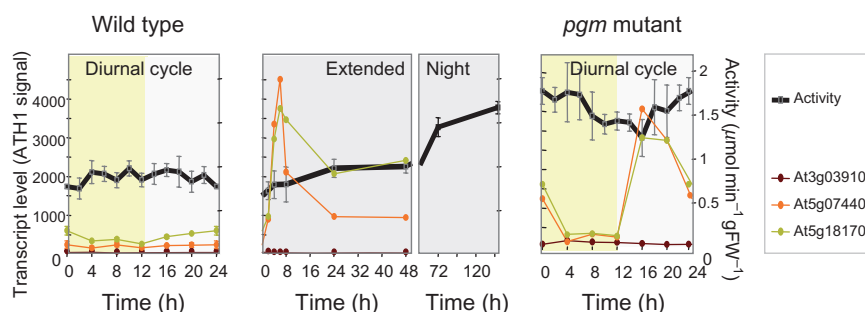 Wild type
pgm mutant
Diurnal cycle
Extended
Night
Diurnal cycle
Transcript level (ATH1 signal)
4000
3000
2000
1000
0
0 4 8 12 16 20 24
Time (h)
0 8 16 24 32 40 48
72 120
Time (h)
0 4 8 12 16 20 24
Time (h)
2
1.5
1
0.5
0
Activity (μmol min⁻¹ gFW⁻¹)
Activity
At3g03910
At5g07440
At5g18170